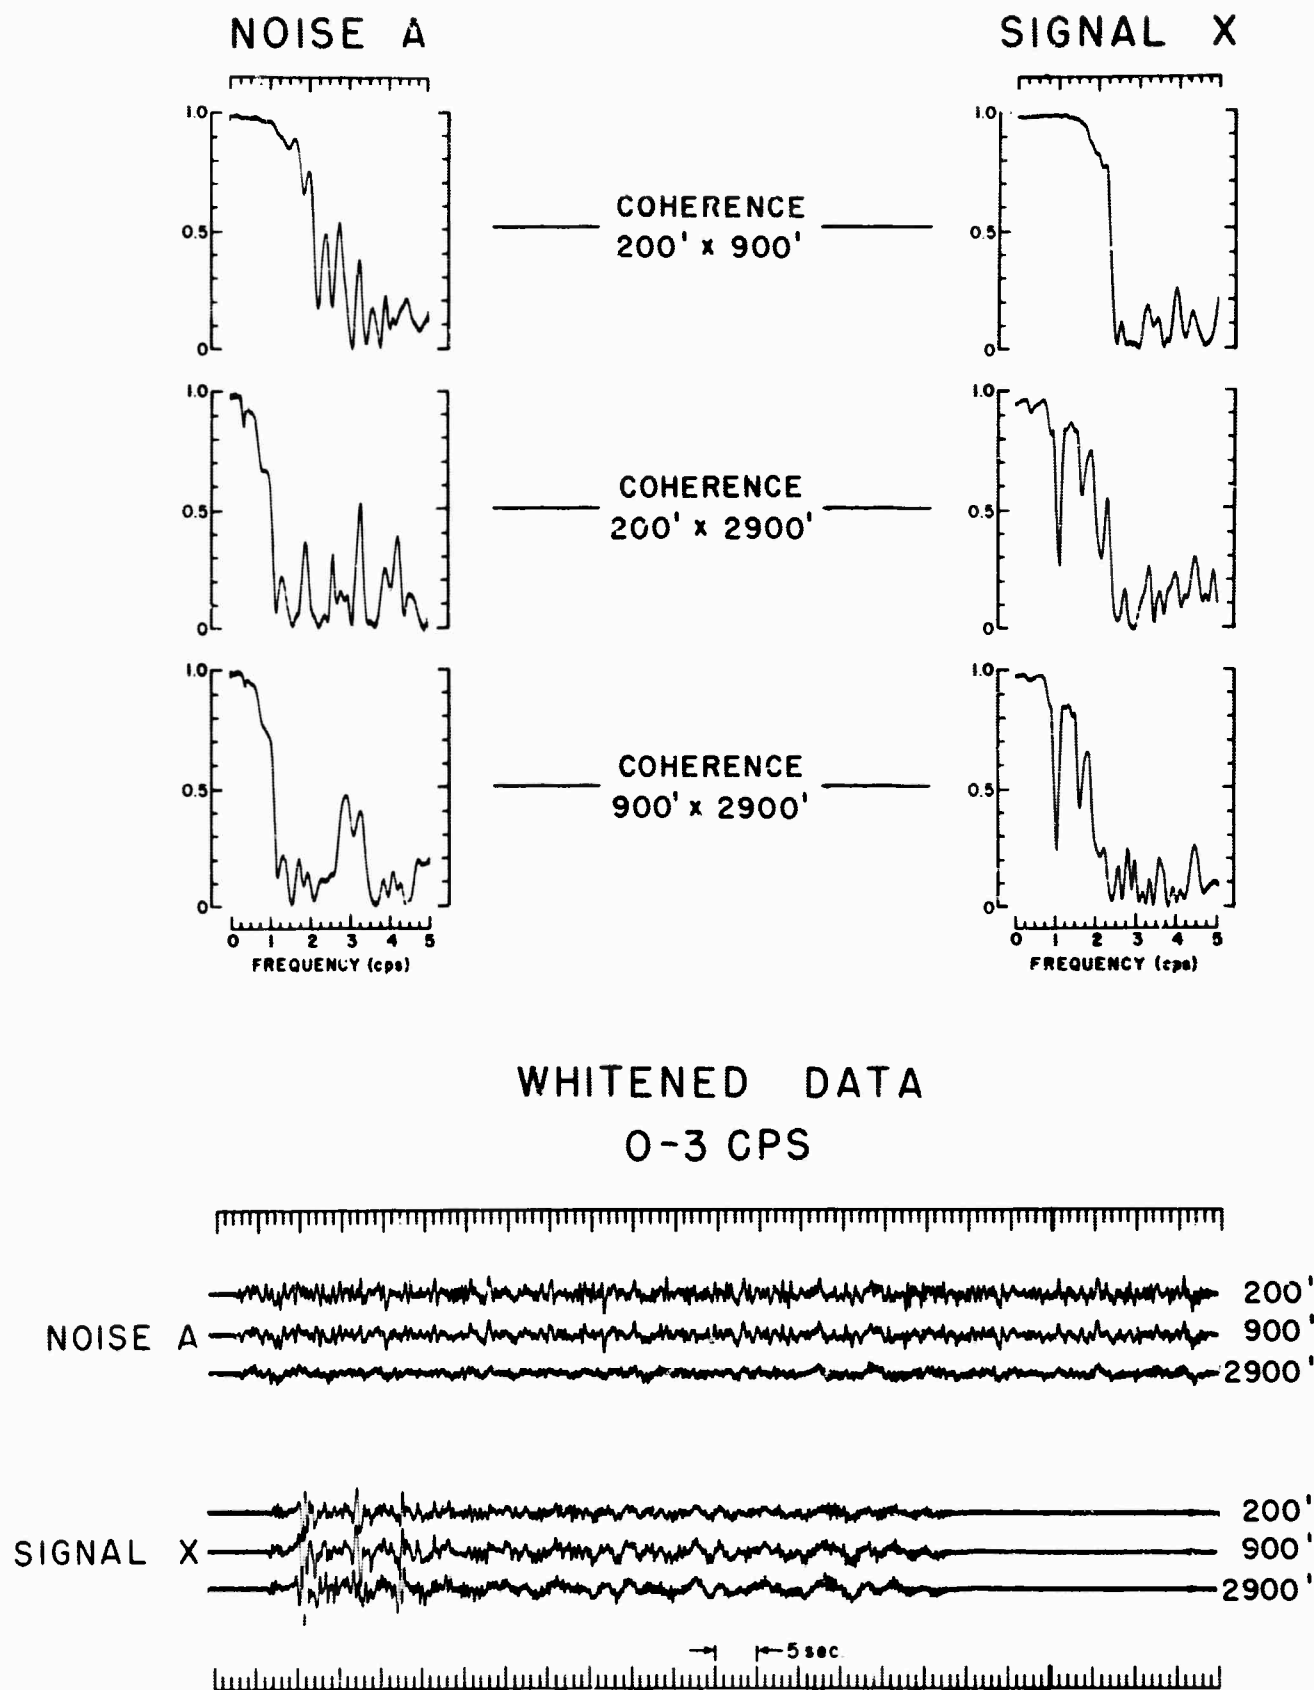 NOISE A
SIGNAL X
1.0
0.5
0
COHERENCE
200' x 900'
1.0
0.5
0
1.0
0.5
0
COHERENCE
200' x 2900'
1.0
0.5
0
1.0
0.5
0
COHERENCE
900' x 2900'
1.0
0.5
0
0 1 2 3 4 5
FREQUENCY (cps)
0 1 2 3 4 5
FREQUENCY (cps)
WHITENED DATA
0-3 CPS
NOISE A
200'
900'
2900'
SIGNAL X
200'
900'
2900'
5 sec